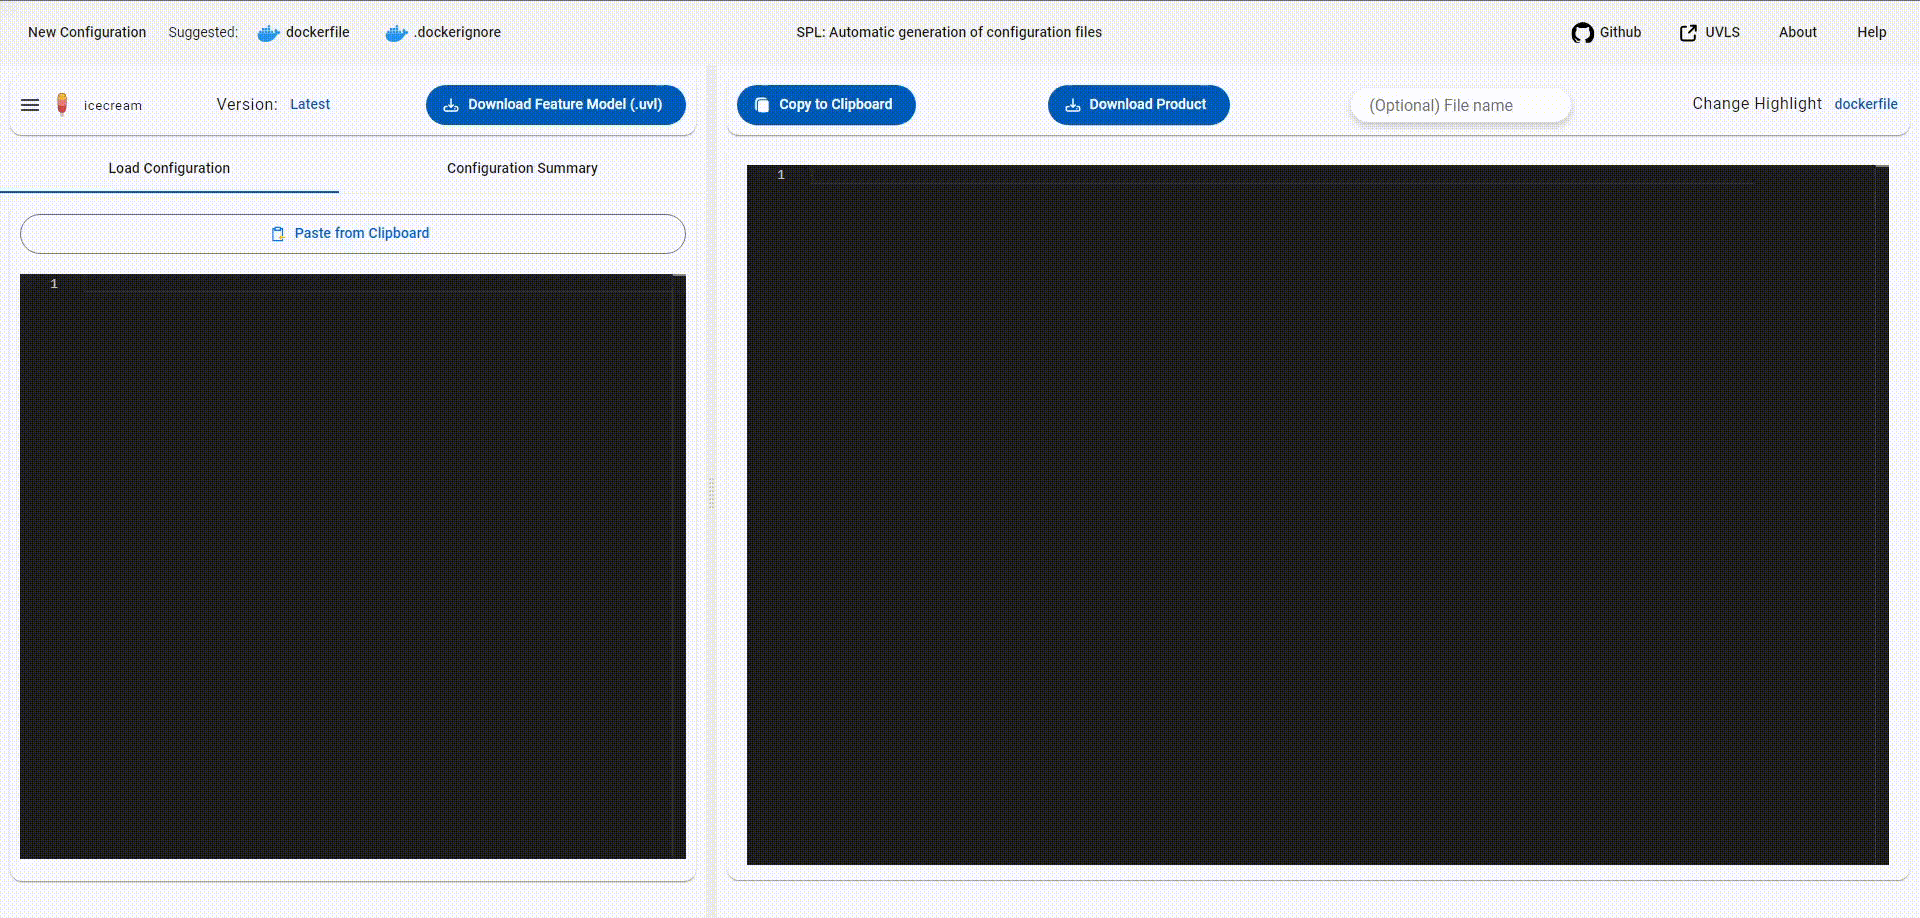 New Configuration Suggested: dockerfile .dockerignore SPL: Automatic generation of configuration files Github UVLS About Help
icecream Version: Latest Download Feature Model (.uvl)
Copy to Clipboard Download Product (Optional) File name Change Highlight dockerfile
Load Configuration Configuration Summary
Paste from Clipboard
1
1